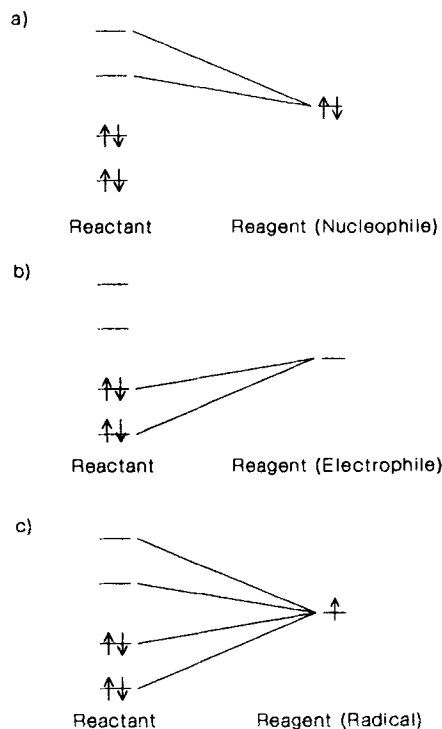 a)
Reactant Reagent (Nucleophile)
b)
Reactant Reagent (Electrophile)
c)
Reactant Reagent (Radical)